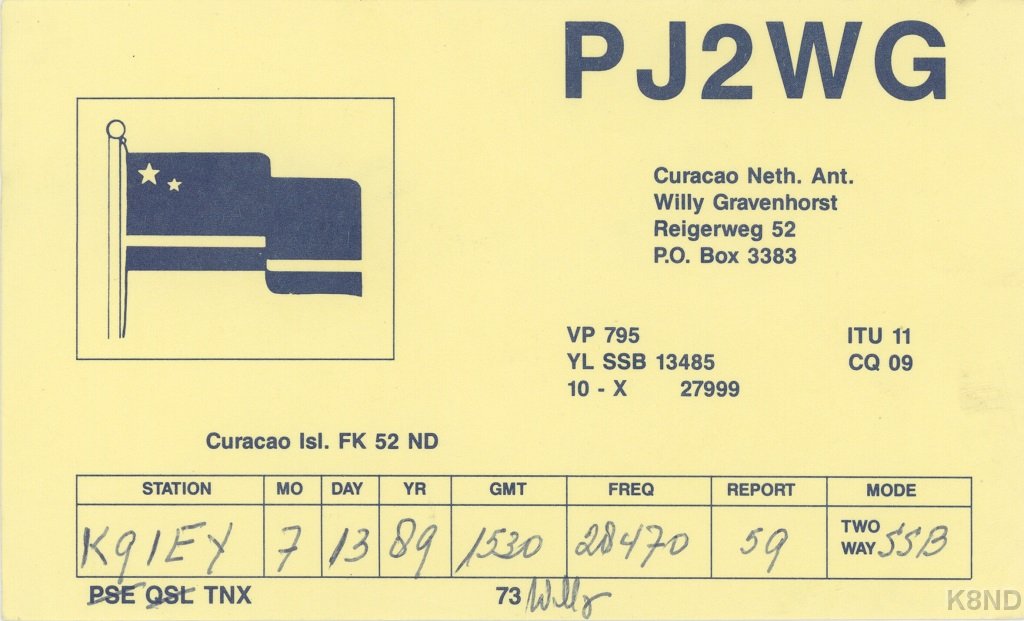 PJ2WG
Curacao Neth. Ant.
Willy Gravenhorst
Reigerweg 52
P.O. Box 3383
VP 795 ITU 11
YL SSB 13485 CQ 09
10 - X 27999
Curacao Isl. FK 52 ND
STATION MO DAY YR GMT FREQ REPORT MODE
K9IEY 7 13 89 1530 28470 59 TWO WAY SSB
PSE QSL TNX 73 Willy
K8ND